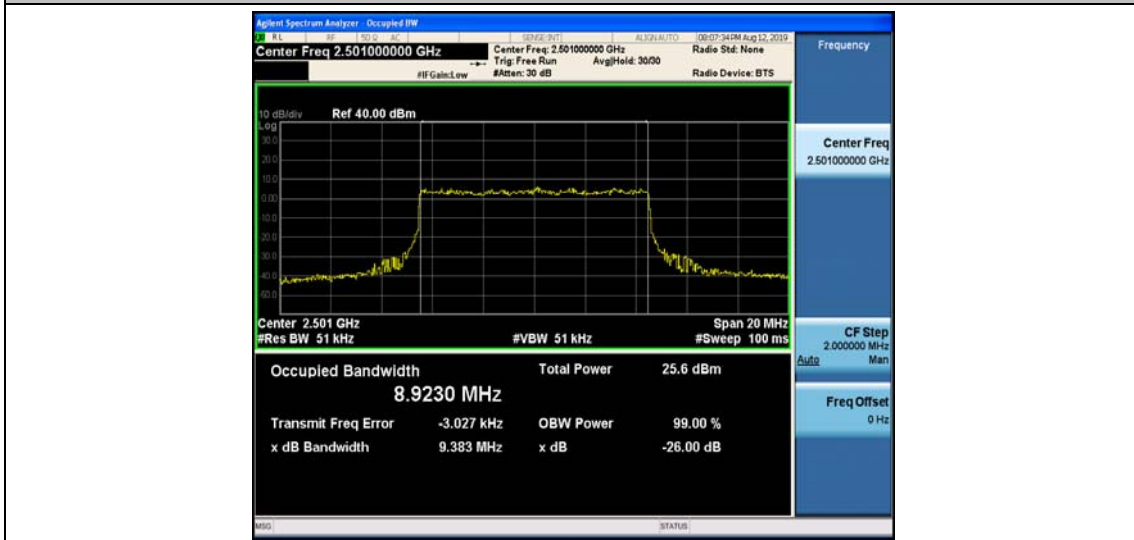 Agilent Spectrum Analyzer - Occupied BW
RL RF 50 Ω AC SENSE:INT ALIGNAUTO 08:07:34 PM Aug 12, 2019
Center Freq 2.501000000 GHz
Center Freq: 2.501000000 GHz
Radio Std: None
Trig: Free Run Avg|Hold: 30/30
#IFGain:Low #Atten: 30 dB Radio Device: BTS
10 dB/div Ref 40.00 dBm
Log
30.0
20.0
10.0
0.00
10.0
20.0
30.0
40.0
50.0
Center 2.501 GHz Span 20 MHz
#Res BW 51 kHz #VBW 51 kHz #Sweep 100 ms
Occupied Bandwidth Total Power 25.6 dBm
8.9230 MHz
Transmit Freq Error -3.027 kHz OBW Power 99.00 %
x dB Bandwidth 9.383 MHz x dB -26.00 dB
MSG STATUS
Frequency
Center Freq
2.501000000 GHz
CF Step
2.000000 MHz
Auto Man
Freq Offset
0 Hz